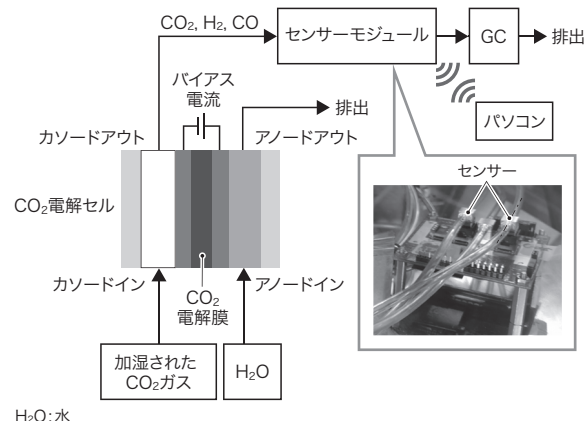 CO₂, H₂, CO
センサーモジュール
GC
排出
バイアス
電流
排出
パソコン
カソードアウト
アノードアウト
センサー
CO₂電解セル
カソードイン
アノードイン
CO₂
電解膜
加湿された
CO₂ガス
H₂O
H₂O:水